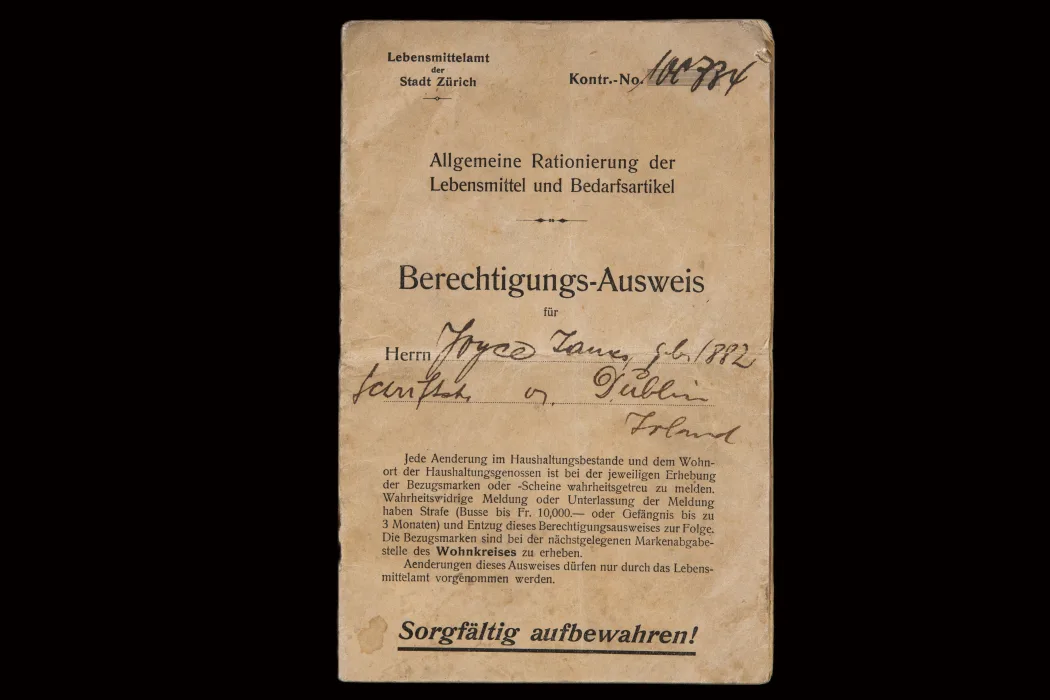 Lebensmittelamt
der
Stadt Zürich
Kontr.-No. 100784
Allgemeine Rationierung der
Lebensmittel und Bedarfsartikel
Berechtigungs-Ausweis
für
Herrn Joyce James, gb. 1882
Schriftst. v. Dublin
Irland
Jede Aenderung im Haushaltungsbestande und dem Wohn-
ort der Haushaltungsgenossen ist bei der jeweiligen Erhebung
der Bezugsmarken oder -Scheine wahrheitsgetreu zu melden.
Wahrheitswidrige Meldung oder Unterlassung der Meldung
haben Strafe (Busse bis Fr. 10,000.— oder Gefängnis bis zu
3 Monaten) und Entzug dieses Berechtigungsausweises zur Folge.
Die Bezugsmarken sind bei der nächstgelegenen Markenabgabe-
stelle des Wohnkreises zu erheben.
Aenderungen dieses Ausweises dürfen nur durch das Lebens-
mittelamt vorgenommen werden.
Sorgfältig aufbewahren!